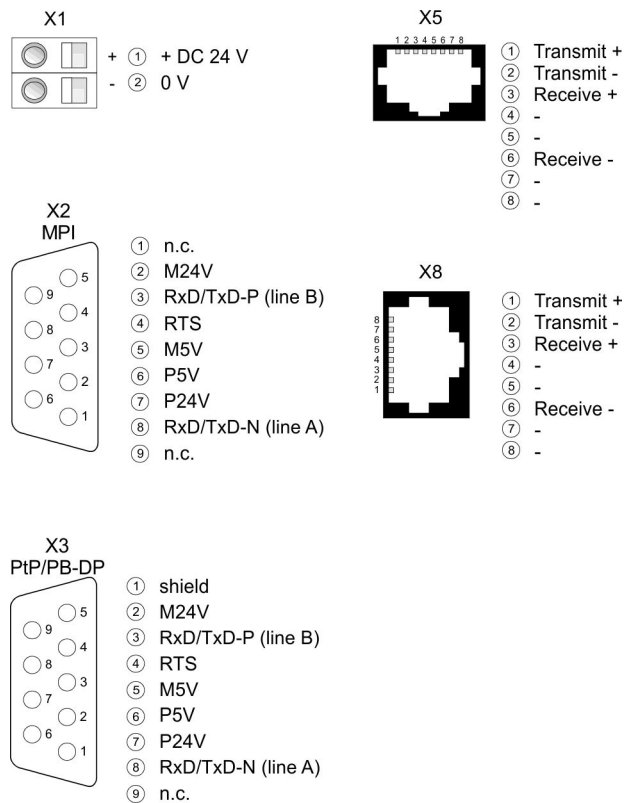 X1
+ ① + DC 24 V
- ② 0 V
X5
1 2 3 4 5 6 7 8
① Transmit +
② Transmit -
③ Receive +
④ -
⑤ -
⑥ Receive -
⑦ -
⑧ -
X2
MPI
5
9
4
8
3
7
2
6
1
① n.c.
② M24V
③ RxD/TxD-P (line B)
④ RTS
⑤ M5V
⑥ P5V
⑦ P24V
⑧ RxD/TxD-N (line A)
⑨ n.c.
X8
8
7
6
5
4
3
2
1
① Transmit +
② Transmit -
③ Receive +
④ -
⑤ -
⑥ Receive -
⑦ -
⑧ -
X3
PtP/PB-DP
5
9
4
8
3
7
2
6
1
① shield
② M24V
③ RxD/TxD-P (line B)
④ RTS
⑤ M5V
⑥ P5V
⑦ P24V
⑧ RxD/TxD-N (line A)
⑨ n.c.